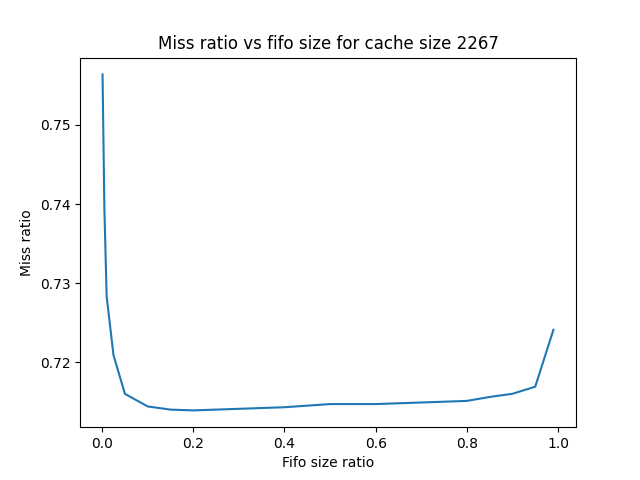 Miss ratio vs fifo size for cache size 2267
0.75
0.74
0.73
0.72
Miss ratio
0.0 0.2 0.4 0.6 0.8 1.0
Fifo size ratio